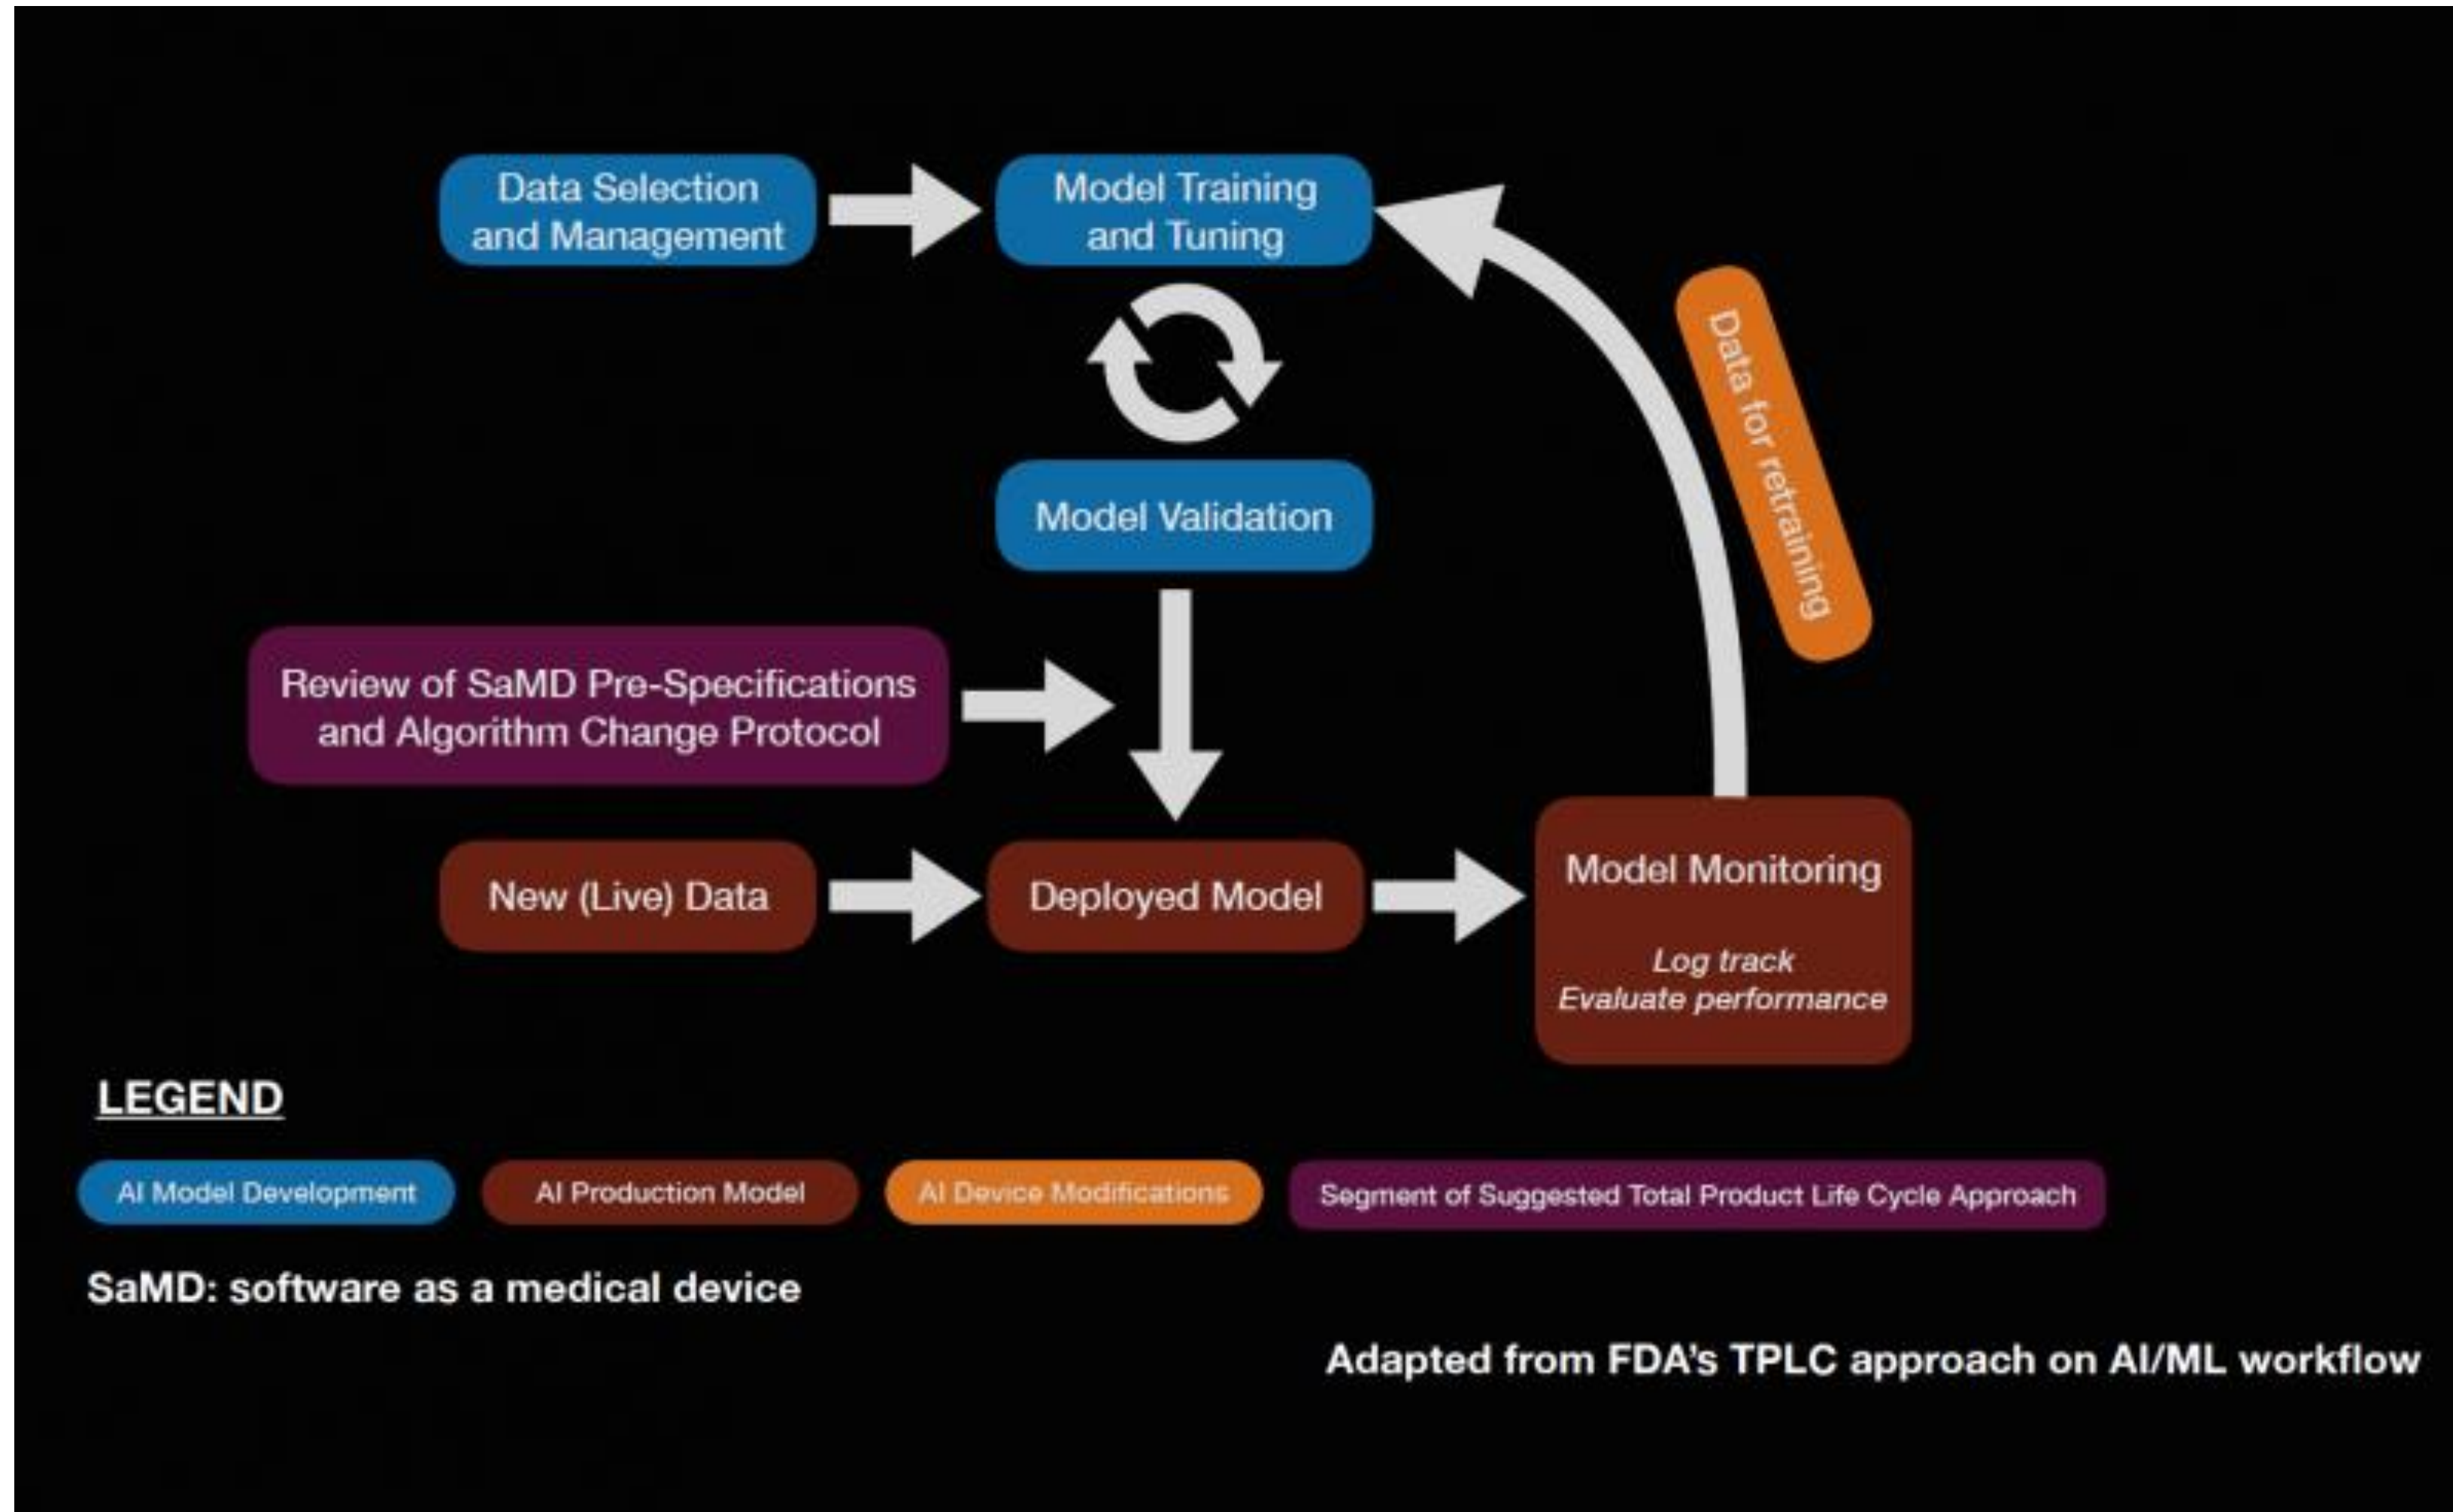 Data Selection
and Management
Model Training
and Tuning
Data for retraining
Model Validation
Review of SaMD Pre-Specifications
and Algorithm Change Protocol
New (Live) Data
Deployed Model
Model Monitoring
Log track
Evaluate performance
LEGEND
AI Model Development
AI Production Model
AI Device Modifications
Segment of Suggested Total Product Life Cycle Approach
SaMD: software as a medical device
Adapted from FDA's TPLC approach on AI/ML workflow